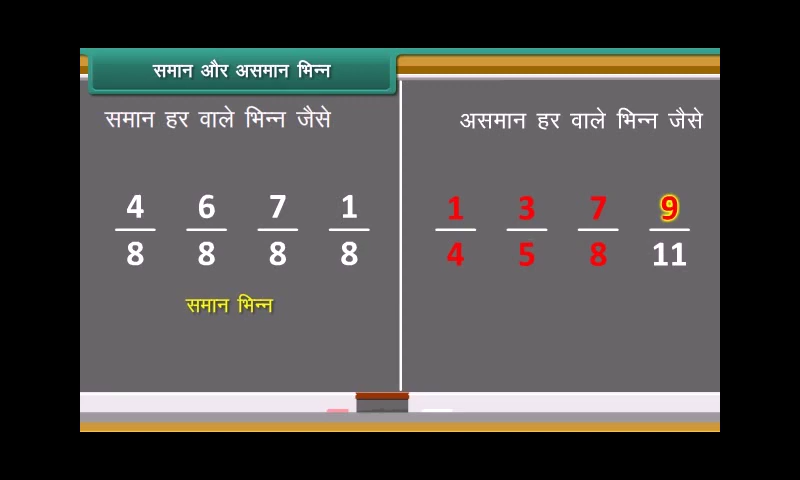 समान और असमान भिन्न
समान हर वाले भिन्न जैसे
4 6 7 1
8 8 8 8
समान भिन्न
असमान हर वाले भिन्न जैसे
1 3 7 9
4 5 8 11